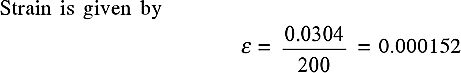 Strain is given by
ε = 0.0304 / 200 = 0.000152